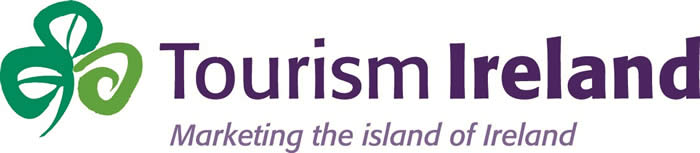 Tourism Ireland
Marketing the island of Ireland